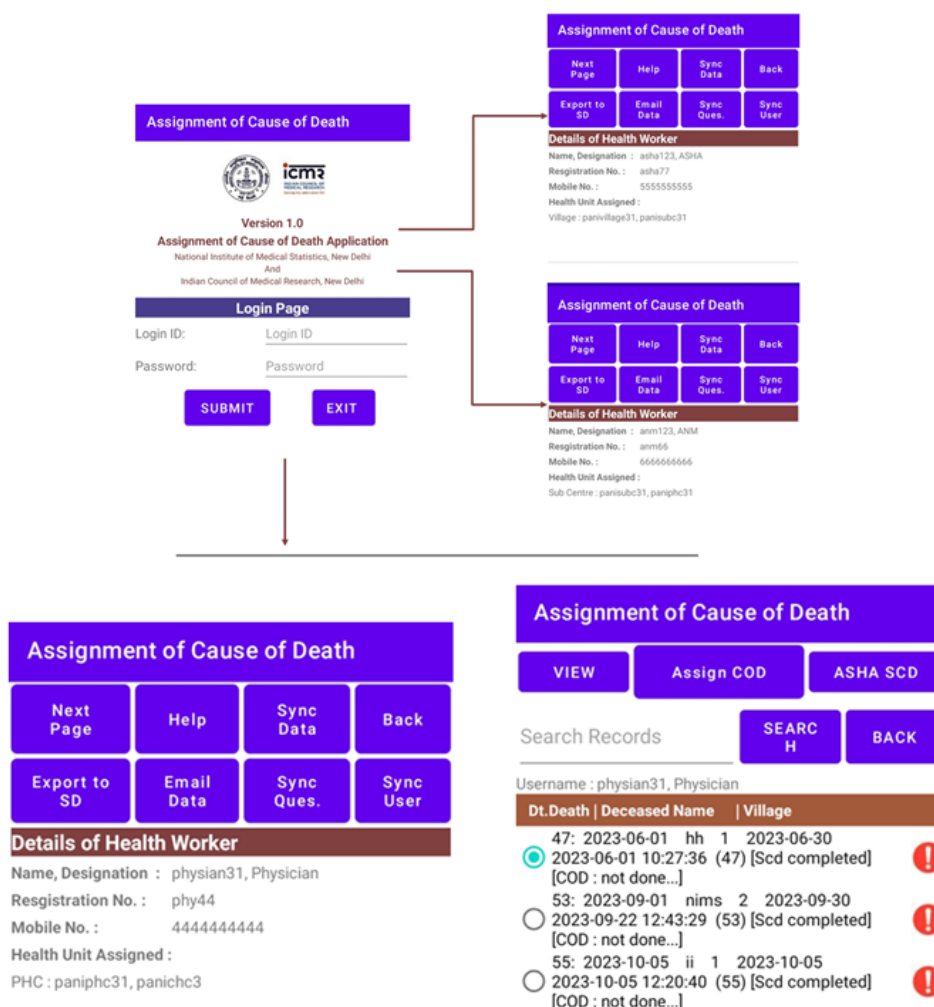 Assignment of Cause of Death
Next Page
Help
Sync Data
Back
Export to SD
Email Data
Sync Ques.
Sync User
Details of Health Worker
Name, Designation : asha123, ASHA
Resgistration No. : asha77
Mobile No. : 5555555555
Health Unit Assigned :
Village : panivillage31, panisubc31
Assignment of Cause of Death
icmr
INDIAN COUNCIL OF
MEDICAL RESEARCH
Version 1.0
Assignment of Cause of Death Application
National Institute of Medical Statistics, New Delhi
And
Indian Council of Medical Research, New Delhi
Login Page
Login ID: Login ID
Password: Password
SUBMIT EXIT
Assignment of Cause of Death
Next Page
Help
Sync Data
Back
Export to SD
Email Data
Sync Ques.
Sync User
Details of Health Worker
Name, Designation : anm123, ANM
Resgistration No. : anm66
Mobile No. : 6666666666
Health Unit Assigned :
Sub Centre : panisubc31, paniphc31
Assignment of Cause of Death
Next Page
Help
Sync Data
Back
Export to SD
Email Data
Sync Ques.
Sync User
Details of Health Worker
Name, Designation : physian31, Physician
Resgistration No. : phy44
Mobile No. : 4444444444
Health Unit Assigned :
PHC : paniphc31, panichc3
Assignment of Cause of Death
VIEW Assign COD ASHA SCD
Search Records
SEARC
H
BACK
Username : physian31, Physician
Dt.Death | Deceased Name | Village
47: 2023-06-01 hh 1 2023-06-30
2023-06-01 10:27:36 (47) [Scd completed]
[COD : not done...]
53: 2023-09-01 nims 2 2023-09-30
2023-09-22 12:43:29 (53) [Scd completed]
[COD : not done...]
55: 2023-10-05 ii 1 2023-10-05
2023-10-05 12:20:40 (55) [Scd completed]
[COD : not done...]